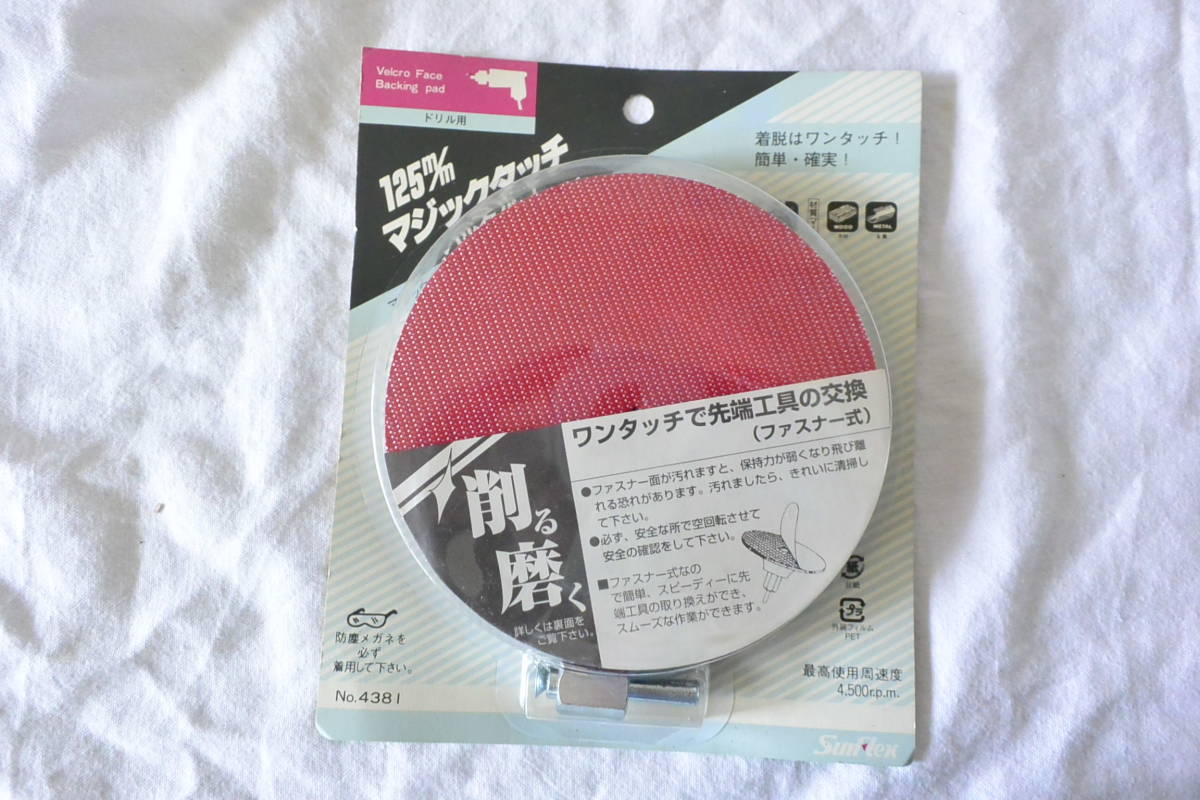 Velcro Face
Backing pad
ドリル用
125m/m
マジックタッチ
着脱はワンタッチ!
簡単・確実!
WOOD
METAL
ワンタッチで先端工具の交換
(ファスナー式)
●ファスナー面が汚れますと、保持力が弱くなり飛び離
れる恐れがあります。汚れましたら、きれいに清掃し
て下さい。
●必ず、安全な所で空回転させて
安全の確認をして下さい。
■ファスナー式なの
で簡単、スピーディーに先
端工具の取り換えができ、
スムーズな作業ができます。
削る
磨く
詳しくは裏面を
ご覧下さい。
防塵メガネを
必ず
着用して下さい。
No.4381
紙
台紙
プラ
外装フィルム
PET
最高使用周速度
4,500r.p.m.
SunFlex